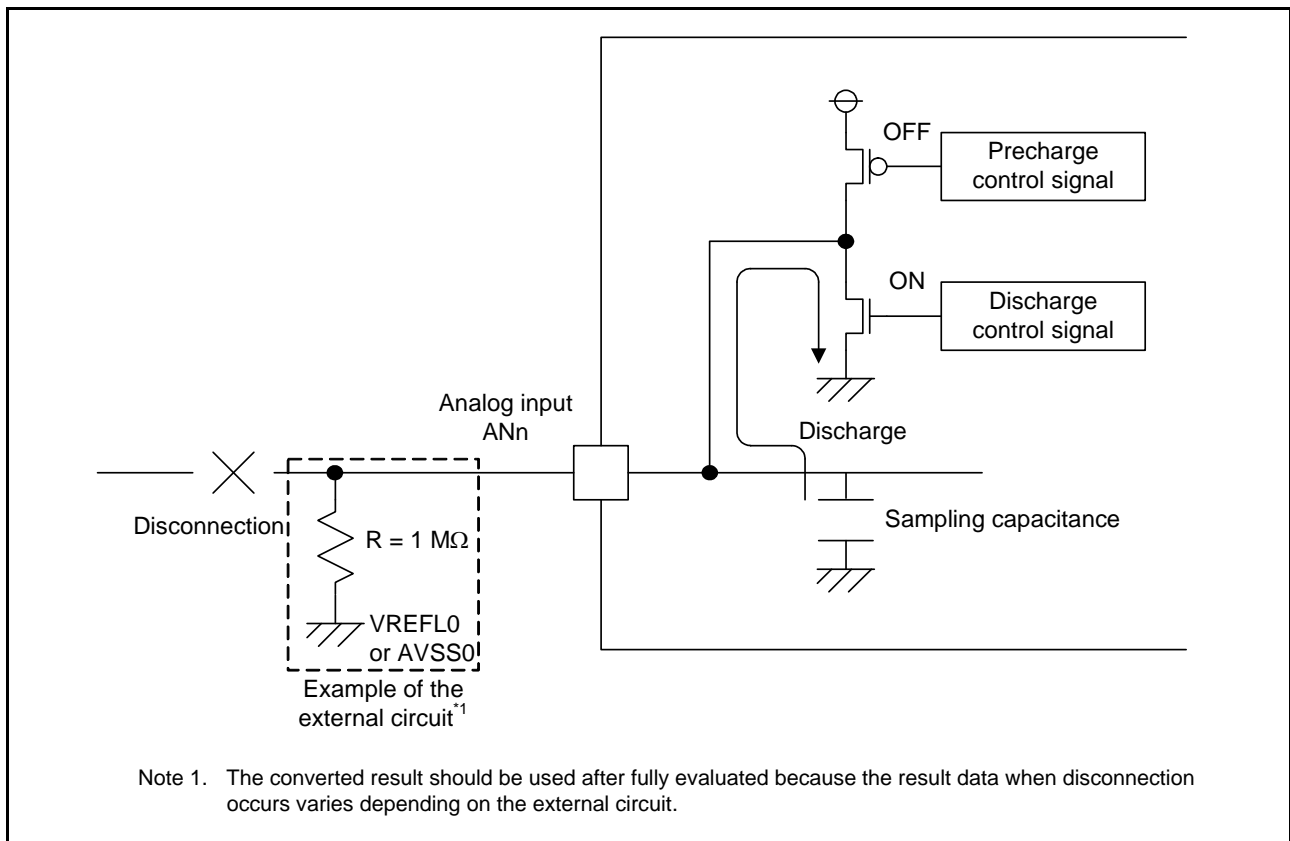 OFF
Precharge
control signal
ON
Discharge
control signal
Analog input
ANn
Discharge
Disconnection
R = 1 MΩ
Sampling capacitance
VREFL0
or AVSS0
Example of the
external circuit*1
Note 1. The converted result should be used after fully evaluated because the result data when disconnection
occurs varies depending on the external circuit.